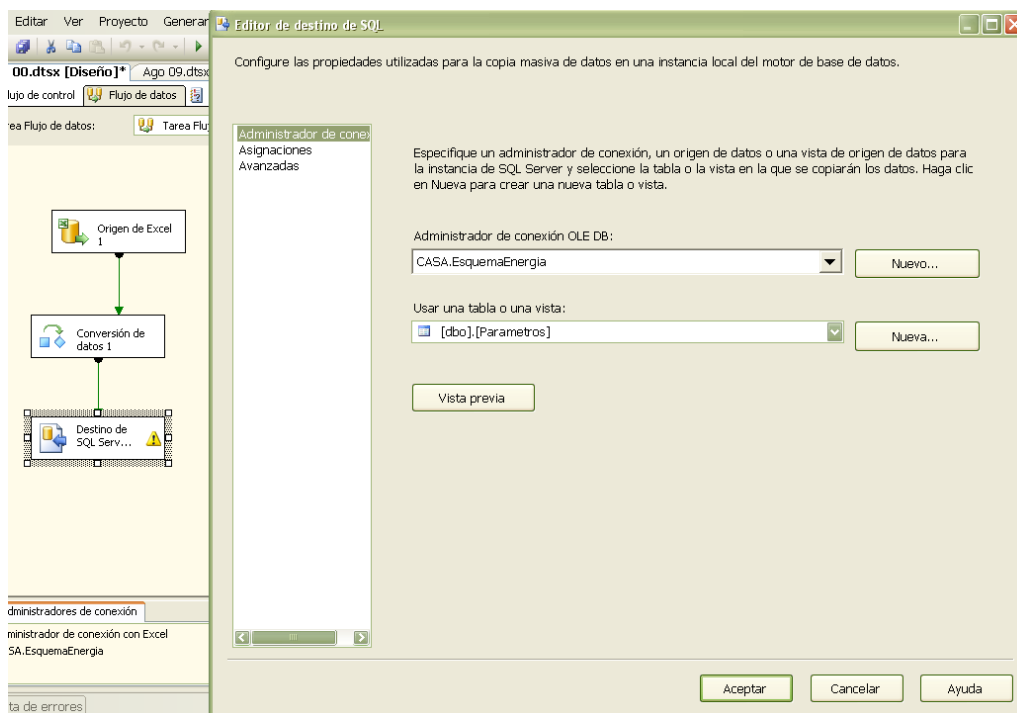 Editar Ver Proyecto Generar
00.dtsx [Diseño]* Ago 09.dtsx
lujo de control Flujo de datos
rea Flujo de datos: Tarea Flu
Origen de Excel
1
Conversión de
datos 1
Destino de
SQL Serv...
dministradores de conexión
ministrador de conexión con Excel
SA.EsquemaEnergia
ta de errores
Editor de destino de SQL
Configure las propiedades utilizadas para la copia masiva de datos en una instancia local del motor de base de datos.
Administrador de conex
Asignaciones
Avanzadas
Especifique un administrador de conexión, un origen de datos o una vista de origen de datos para
la instancia de SQL Server y seleccione la tabla o la vista en la que se copiarán los datos. Haga clic
en Nueva para crear una nueva tabla o vista.
Administrador de conexión OLE DB:
CASA.EsquemaEnergia Nuevo...
Usar una tabla o una vista:
[dbo].[Parametros] Nueva...
Vista previa
Aceptar Cancelar Ayuda